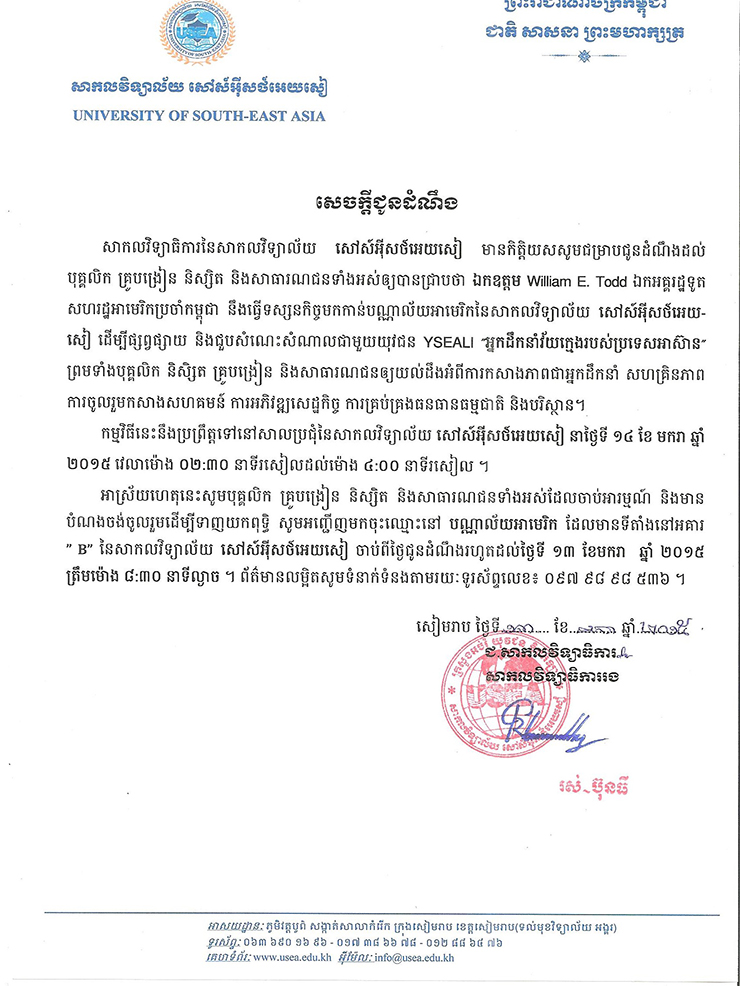 ព្រះរាជាណាចក្រកម្ពុជា
ជាតិ សាសនា ព្រះមហាក្សត្រ
សាកលវិទ្យាល័យ សៅស៍អ៊ីសថ៍អេយសៀ
UNIVERSITY OF SOUTH-EAST ASIA
សេចក្តីជូនដំណឹង
សាកលវិទ្យាធិការនៃសាកលវិទ្យាល័យ សៅស៍អ៊ីសថ៍អេយសៀ មានកិត្តិយសសូមជម្រាបជូនដំណឹងដល់
បុគ្គលិក គ្រូបង្រៀន និស្សិត និងសាធារណជនទាំងអស់ឲ្យបានជ្រាបថា ឯកឧត្តម William E. Todd ឯកអគ្គរដ្ឋទូត
សហរដ្ឋអាមេរិកប្រចាំកម្ពុជា នឹងធ្វើទស្សនកិច្ចមកកាន់បណ្ណាល័យអាមេរិកនៃសាកលវិទ្យាល័យ សៅស៍អ៊ីសថ៍អេយ-
សៀ ដើម្បីផ្សព្វផ្សាយ និងជួបសំណេះសំណាលជាមួយយុវជន YSEALI “អ្នកដឹកនាំវ័យក្មេងរបស់ប្រទេសអាស៊ាន”
ព្រមទាំងបុគ្គលិក និសិ្សត គ្រូបង្រៀន និងសាធារណជនឲ្យយល់ដឹងអំពីការកសាងភាពជាអ្នកដឹកនាំ សហគ្រិនភាព
ការចូលរួមកសាងសហគមន៍ ការអភិវឌ្ឍសេដ្ឋកិច្ច ការគ្រប់គ្រងធនធានធម្មជាតិ និងបរិស្ថាន។
កម្មវិធីនេះនឹងប្រព្រឹត្តទៅនៅសាលប្រជុំនៃសាកលវិទ្យាល័យ សៅស៍អ៊ីសថ៍អេយសៀ នាថ្ងៃទី ១៤ ខែ មករា ឆ្នាំ
២០១៥ វេលាម៉ោង ០២:៣០ នាទីរសៀលដល់ម៉ោង ៤:០០ នាទីរសៀល ។
អាស្រ័យហេតុនេះសូមបុគ្គលិក គ្រូបង្រៀន និស្សិត និងសាធារណជនទាំងអស់ដែលចាប់អារម្មណ៍ និងមាន
បំណងចង់ចូលរួមដើម្បីទាញយកពុទ្ធិ សូមអញ្ជើញមកចុះឈ្មោះនៅ បណ្ណាល័យអាមេរិក ដែលមានទីតាំងនៅអគារ
” B” នៃសាកលវិទ្យាល័យ សៅស៍អ៊ីសថ៍អេយសៀ ចាប់ពីថ្ងៃជូនដំណឹងរហូតដល់ថ្ងៃទី ១៣ ខែមករា ឆ្នាំ ២០១៥
ត្រឹមម៉ោង ៨:៣០ នាទីល្ងាច ។ ព័ត៌មានលម្អិតសូមទំនាក់ទំនងតាមរយៈទូរស័ព្ទលេខ៖ ០៩៧ ៩៨ ៩៨ ៥៣៦ ។
សៀមរាប ថ្ងៃទី ១៣ ខែ មករា ឆ្នាំ ២០១៥
ជ.សាកលវិទ្យាធិការ
សាកលវិទ្យាធិការរង
រស់ ប៊ុនធី
អាសយដ្ឋាន: ភូមិវត្តបូព៌ សង្កាត់សាលាកំរើក ក្រុងសៀមរាប ខេត្តសៀមរាប(ទល់មុខវិទ្យាល័យ អង្គរ)
ទូរស័ព្ទ: ០៦៣ ៦៩០ ១៦ ៩៦ - ០១៧ ៣៨ ៦៦ ៧៨ - ០១២ ៨៨ ៦៤ ៧៦
គេហទំព័រ: www.usea.edu.kh អ៊ីម៉ែល: info@usea.edu.kh